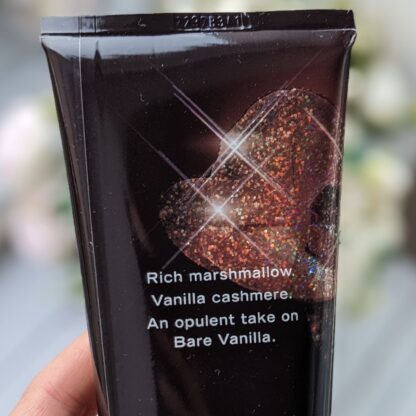 Rich marshmallow.
Vanilla cashmere.
An opulent take on
Bare Vanilla.